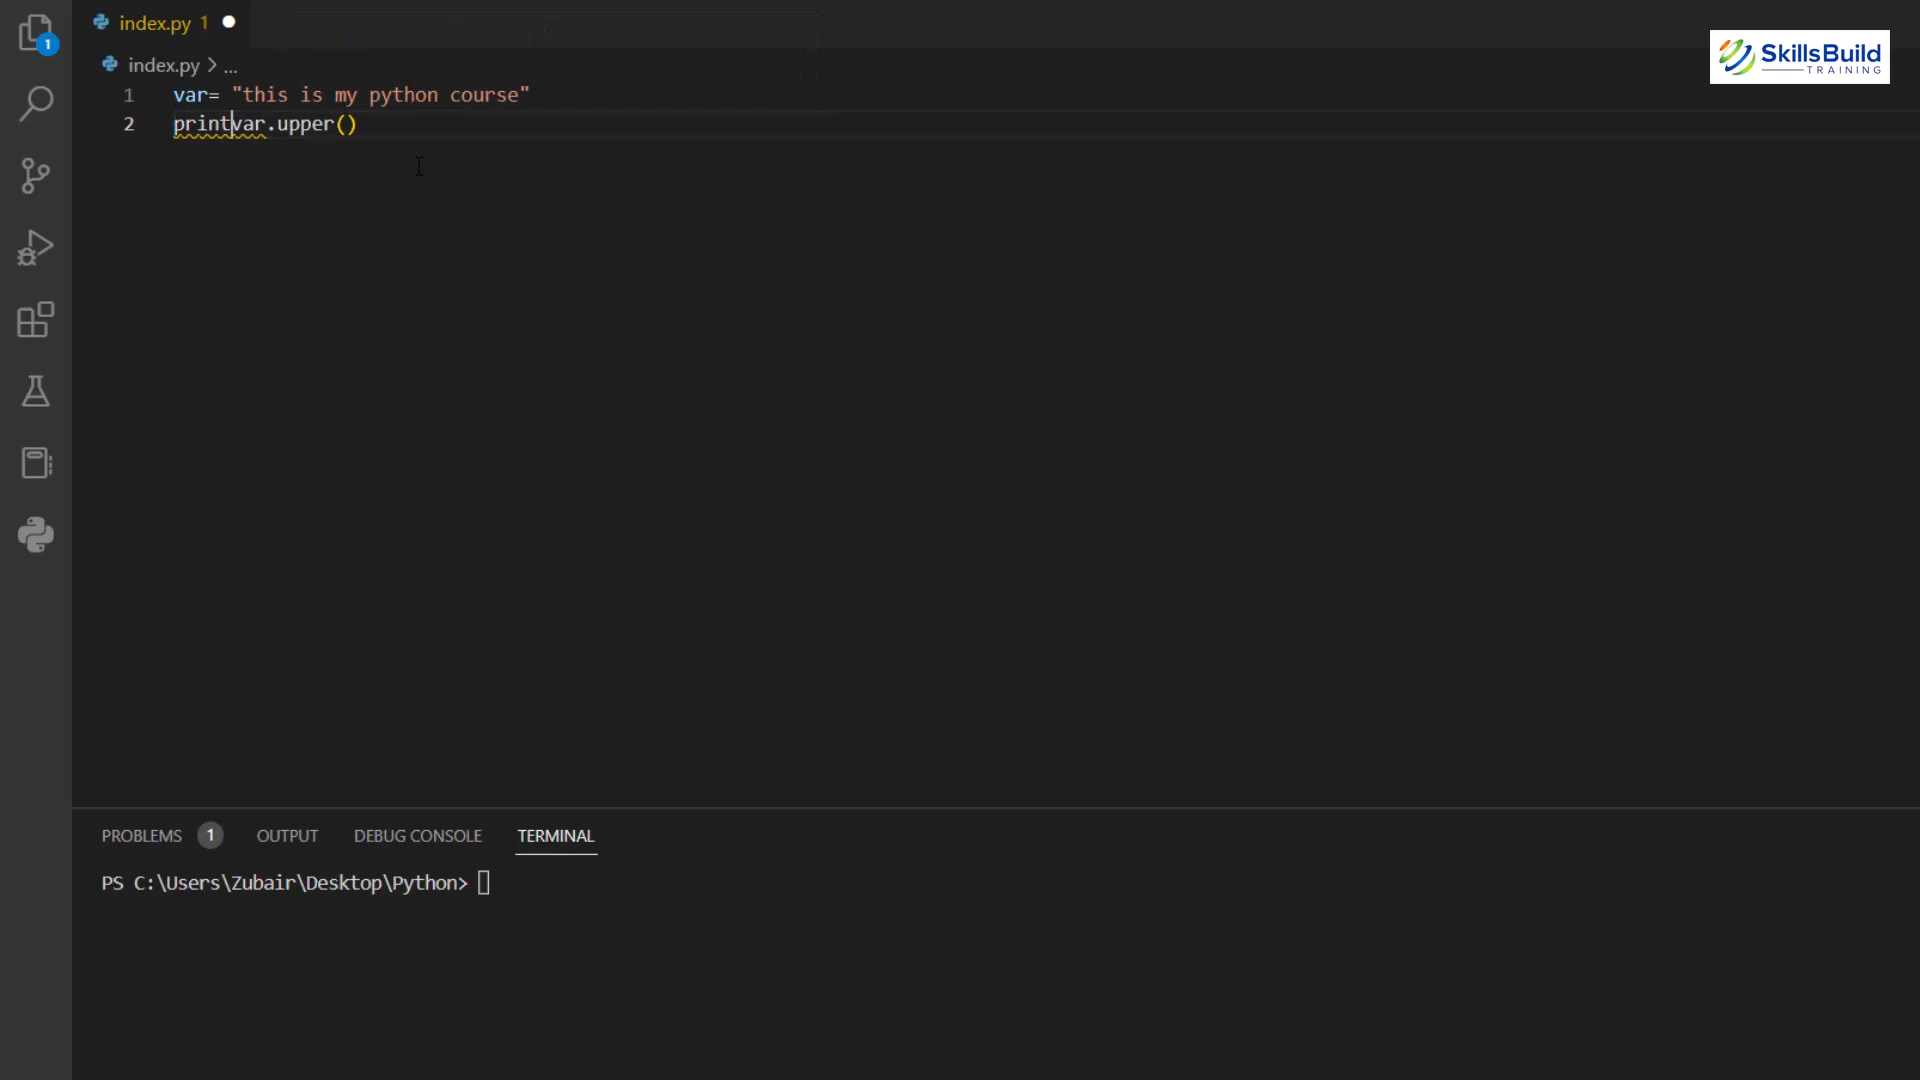 index.py 1
1
index.py > ...
SkillsBuild
TRAINING
1 var= "this is my python course"
2 printvar.upper()
PROBLEMS 1 OUTPUT DEBUG CONSOLE TERMINAL
PS C:\Users\Zubair\Desktop\Python>